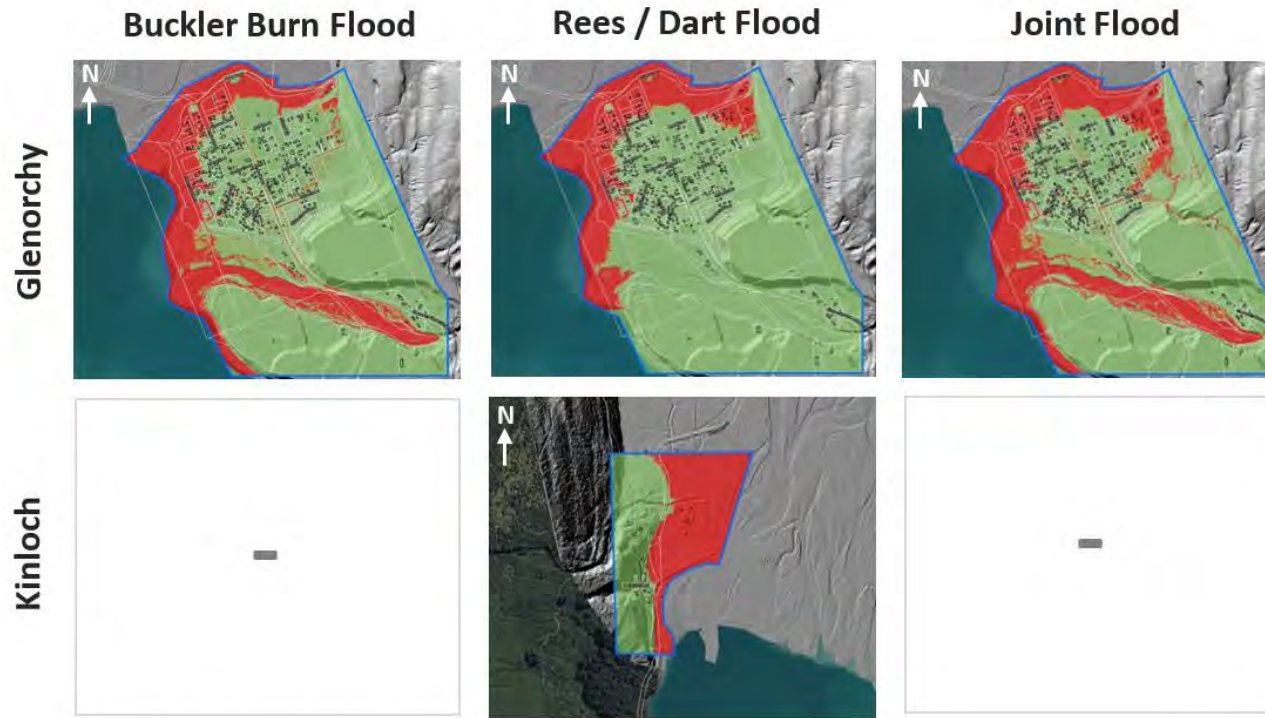 Buckler Burn Flood
Rees / Dart Flood
Joint Flood
Glenorchy
N
N
N
Kinloch
-
N
-